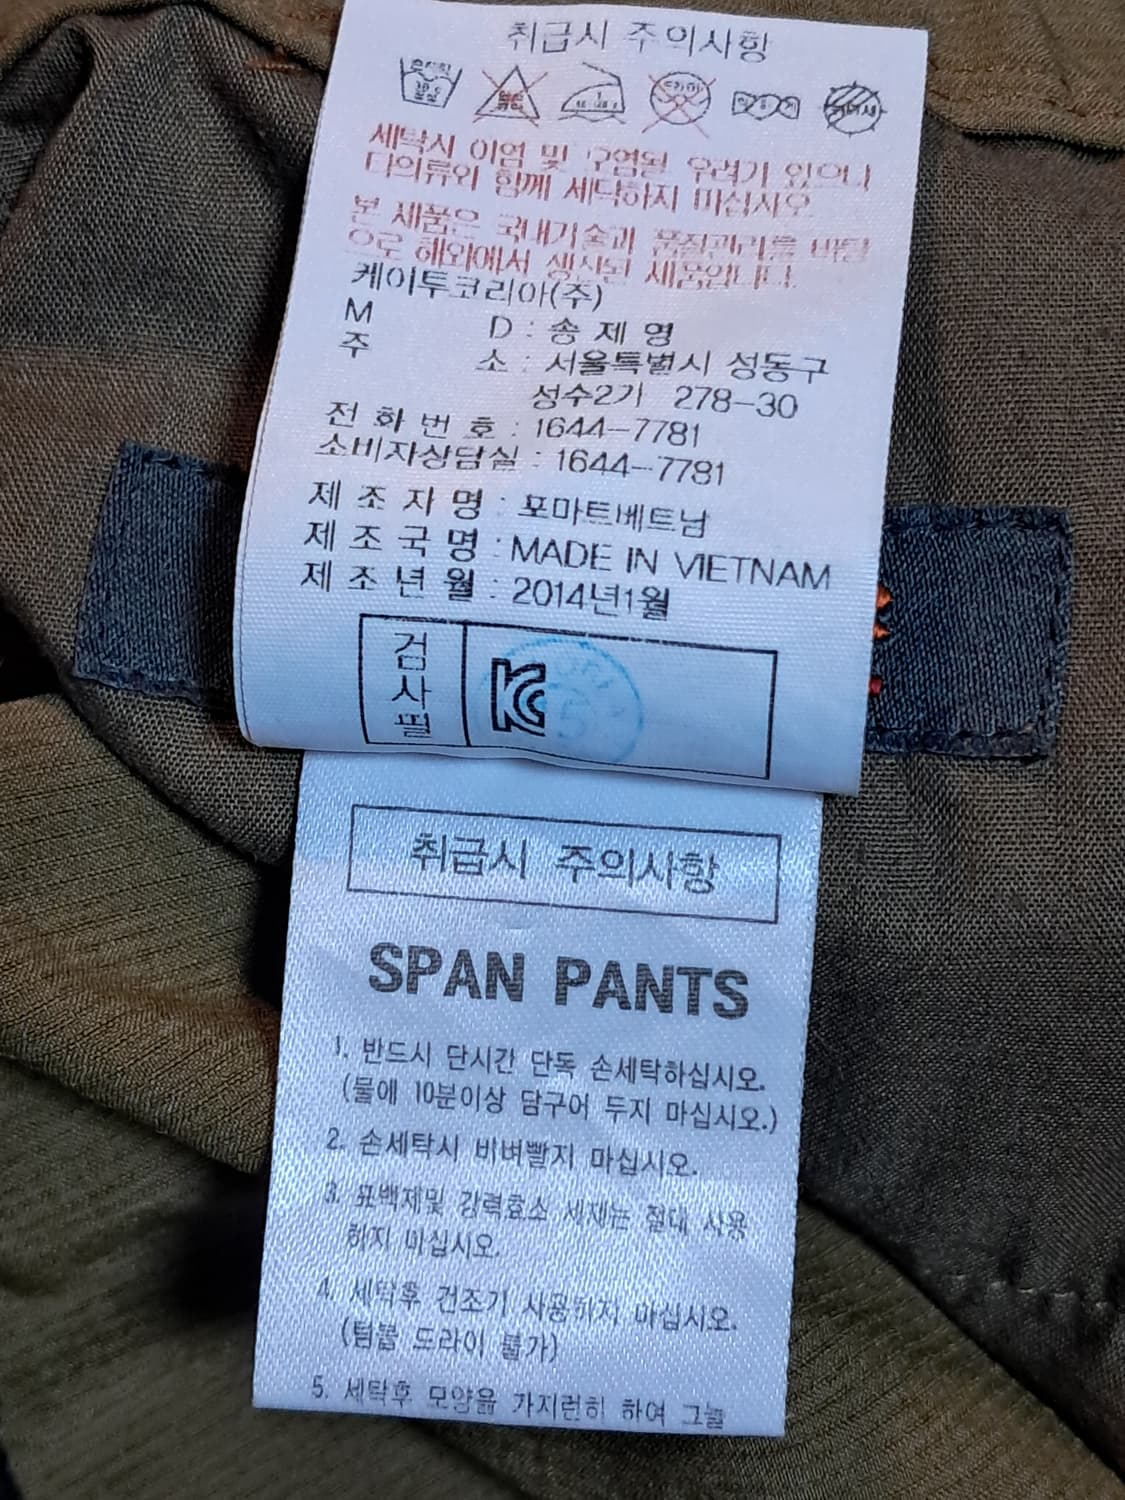 취급시 주의사항
세탁시 이염 및 오염될 우려가 있으니
타의류와 함께 세탁하지 마십시오
본 제품은 국내기술과 품질관리를 바탕
으로 해외에서 생산된 제품입니다.
케이투코리아(주)
M D : 송 제 영
주 소 : 서울특별시 성동구
성수2가 278-30
전 화 번 호 : 1644-7781
소비자상담실 : 1644-7781
제 조 자 명 : 포마트베트남
제 조 국 명 : MADE IN VIETNAM
제 조 년 월 : 2014년1월
검사필 KC
취급시 주의사항
SPAN PANTS
1. 반드시 단시간 단독 손세탁하십시오.
(물에 10분이상 담구어 두지 마십시오.)
2. 손세탁시 비벼빨지 마십시오.
3. 표백제및 강력효소 세제는 절대 사용
하지 마십시오.
4. 세탁후 건조기 사용하지 마십시오.
(텀블 드라이 불가)
5. 세탁후 모양을 가지런히 하여 그늘